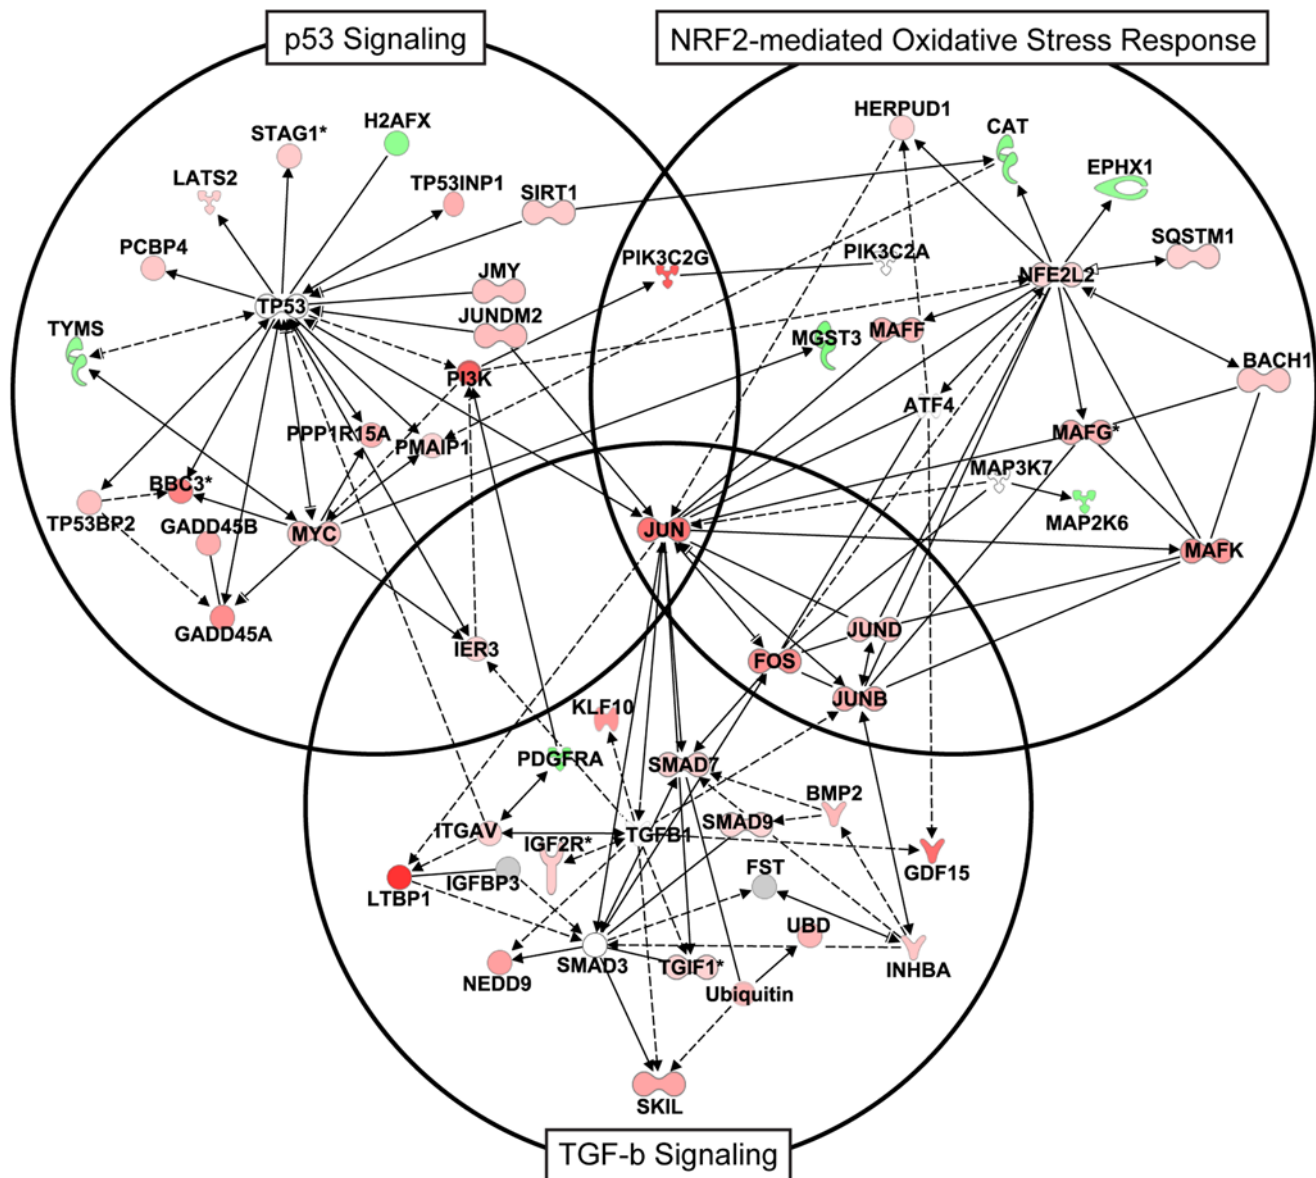 p53 Signaling
NRF2-mediated Oxidative Stress Response
HERPUD1
CAT
H2AFX
STAG1*
EPHX1
LATS2
TP53INP1
SIRT1
PCBP4
PIK3C2G
PIK3C2A
SQSTM1
JMY
NFE2L2
TP53
JUNDM2
TYMS
MGST3
MAFF
BACH1
PI3K
ATF4
PPP1R15A
PMAIP1
MAFG*
MAP3K7
BBC3*
TP53BP2
GADD45B
MYC
JUN
MAP2K6
MAFK
GADD45A
IER3
JUND
FOS
JUNB
KLF10
PDGFRA
SMAD7
BMP2
ITGAV
IGF2R*
TGFB1
SMAD9
GDF15
LTBP1
IGFBP3
FST
UBD
NEDD9
SMAD3
TGIF1*
INHBA
Ubiquitin
SKIL
TGF-b Signaling